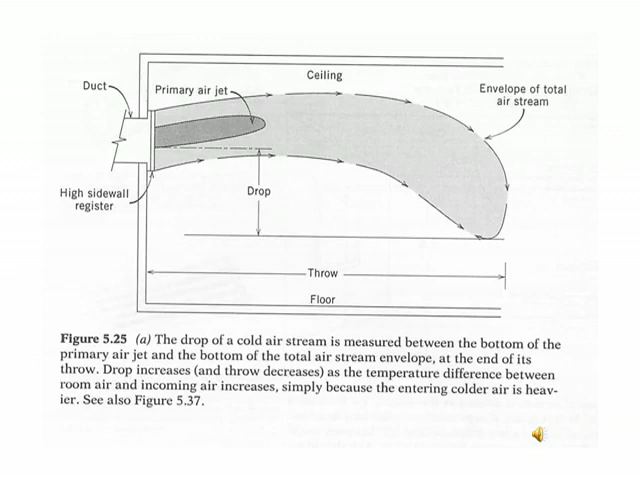 Ceiling
Duct
Primary air jet
Envelope of total
air stream
High sidewall
register
Drop
Throw
Floor
Figure 5.25 (a) The drop of a cold air stream is measured between the bottom of the
primary air jet and the bottom of the total air stream envelope, at the end of its
throw. Drop increases (and throw decreases) as the temperature difference between
room air and incoming air increases, simply because the entering colder air is heav-
ier. See also Figure 5.37.